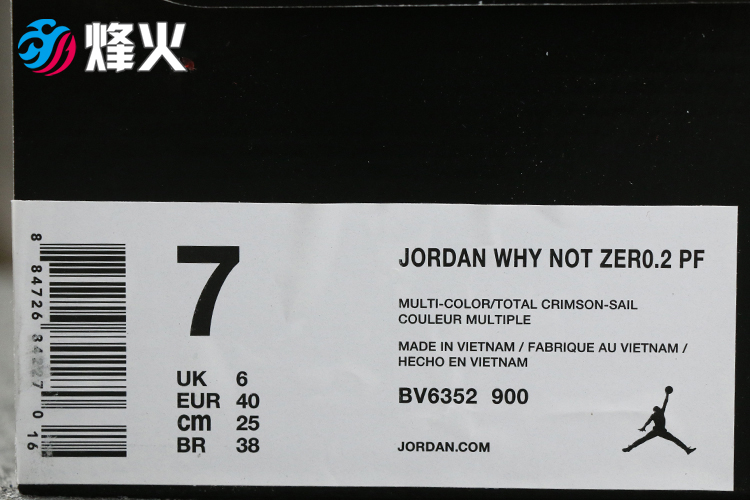 烽火
7
UK 6
EUR 40
cm 25
BR 38
JORDAN WHY NOT ZER0.2 PF
MULTI-COLOR/TOTAL CRIMSON-SAIL
COULEUR MULTIPLE
MADE IN VIETNAM / FABRIQUE AU VIETNAM /
HECHO EN VIETNAM
BV6352 900
JORDAN.COM